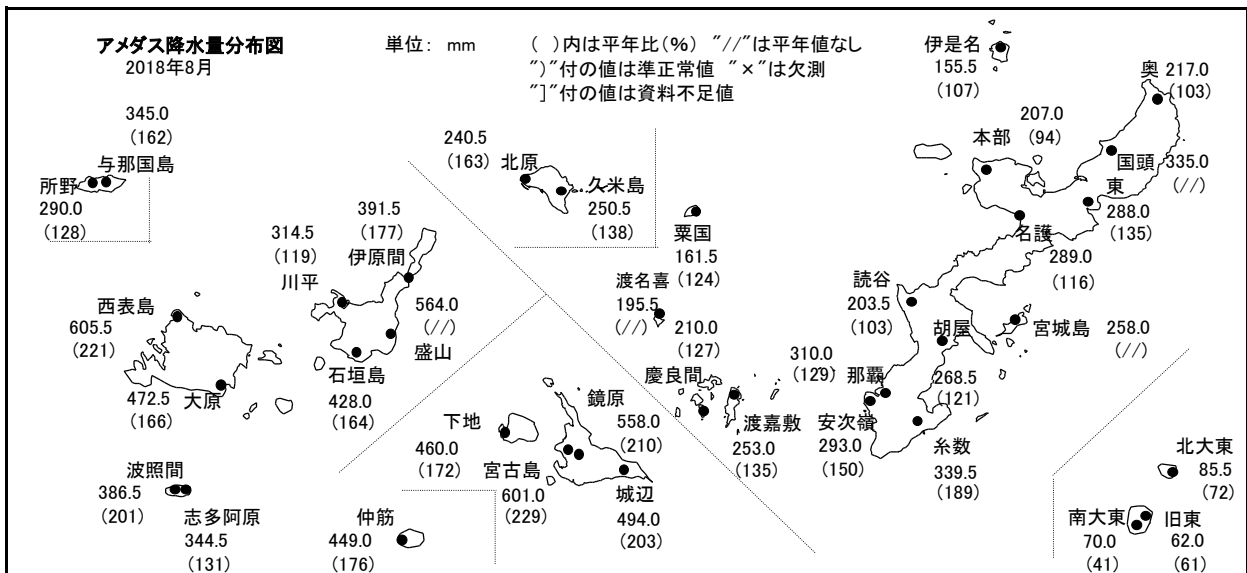 アメダス降水量分布図
2018年8月
単位： mm
（ ）内は平年比(%) ″//″は平年値なし
″)″付の値は準正常値 ″×″は欠測
″]″付の値は資料不足値
伊是名
155.5
(107)
奥
217.0
(103)
207.0
(94)
本部
国頭
335.0
(//)
東
288.0
(135)
名護
289.0
(116)
345.0
(162)
与那国島
所野
290.0
(128)
240.5
(163)
北原
久米島
250.5
(138)
粟国
161.5
(124)
渡名喜
195.5
(//)
読谷
203.5
(103)
胡屋
268.5
(121)
宮城島
258.0
(//)
391.5
(177)
伊原間
314.5
(119)
川平
564.0
(//)
盛山
石垣島
428.0
(164)
西表島
605.5
(221)
472.5
(166)
大原
210.0
(127)
慶良間
渡嘉敷
253.0
(135)
310.0
(129)
那覇
安次嶺
293.0
(150)
糸数
339.5
(189)
鏡原
558.0
(210)
下地
460.0
(172)
宮古島
601.0
(229)
城辺
494.0
(203)
波照間
386.5
(201)
志多阿原
344.5
(131)
仲筋
449.0
(176)
北大東
85.5
(72)
南大東
70.0
(41)
旧東
62.0
(61)